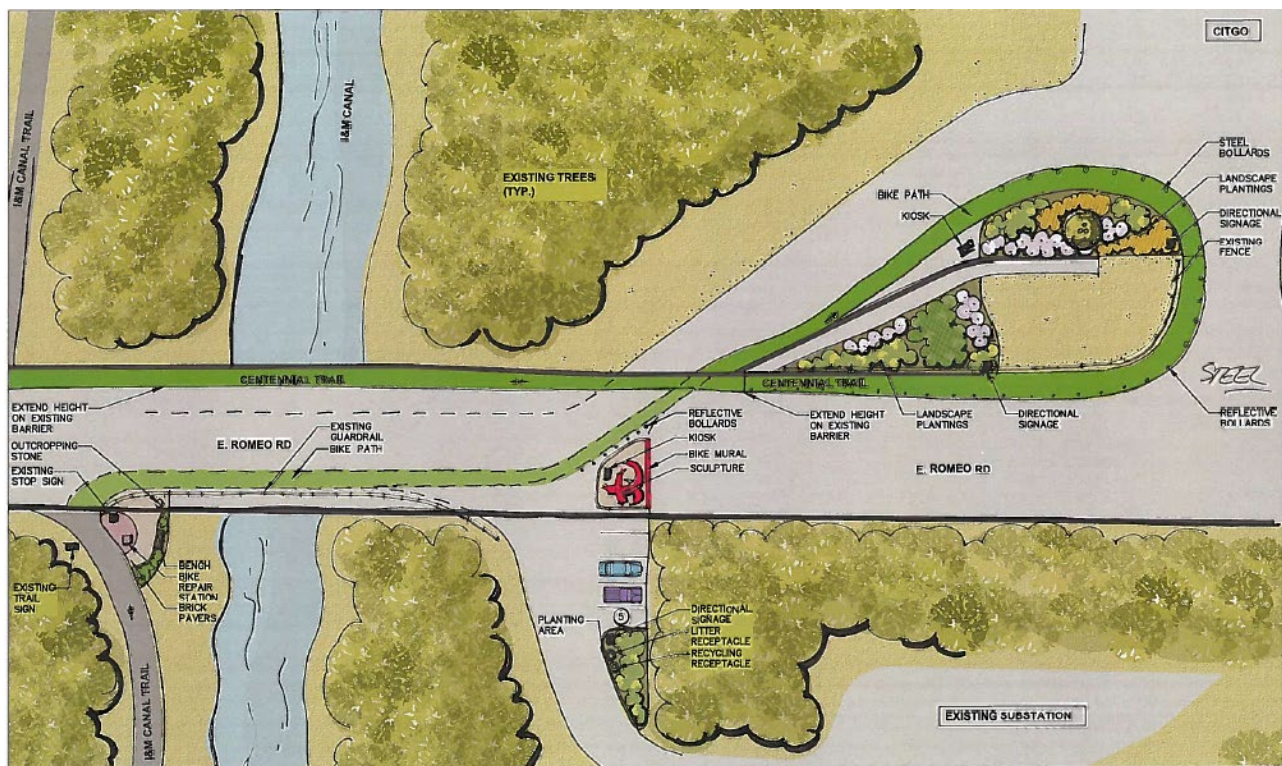 CITGO
I&M CANAL TRAIL
I&M CANAL
EXISTING TREES
(TYP.)
STEEL
BOLLARDS
LANDSCAPE
PLANTINGS
DIRECTIONAL
SIGNAGE
EXISTING
FENCE
BIKE PATH
KIOSK
CENTENNIAL TRAIL
CENTENNIAL TRAIL
STEEL
EXTEND HEIGHT
ON EXISTING
BARRIER
OUTCROPPING
STONE
EXISTING
STOP SIGN
E. ROMEO RD
EXISTING
GUARDRAIL
BIKE PATH
REFLECTIVE
BOLLARDS
KIOSK
BIKE MURAL
SCULPTURE
EXTEND HEIGHT
ON EXISTING
BARRIER
LANDSCAPE
PLANTINGS
DIRECTIONAL
SIGNAGE
REFLECTIVE
BOLLARDS
E. ROMEO RD
EXISTING
TRAIL
SIGN
BENCH
BIKE
REPAIR
STATION
BRICK
PAVERS
PLANTING
AREA
5
DIRECTIONAL
SIGNAGE
LITTER
RECEPTACLE
RECYCLING
RECEPTACLE
I&M CANAL TRAIL
I&M CANAL
EXISTING SUBSTATION